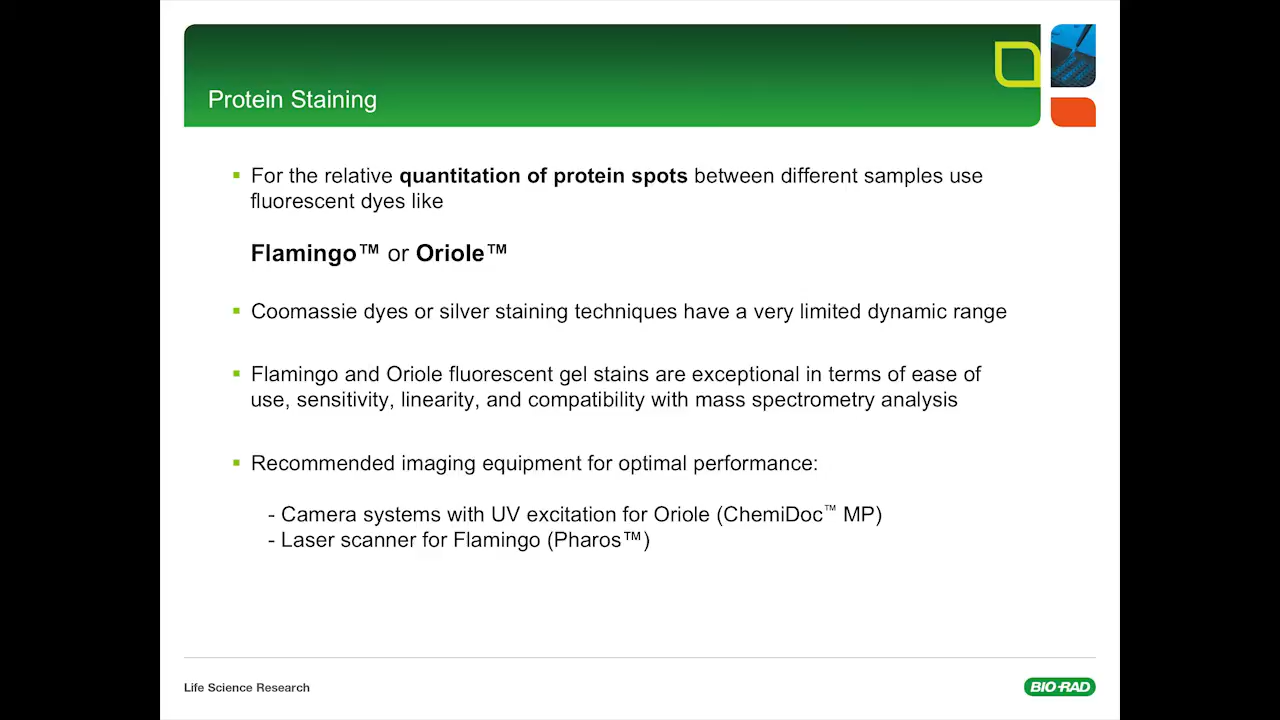 Protein Staining
▪ For the relative quantitation of protein spots between different samples use
fluorescent dyes like
Flamingo™ or Oriole™
▪ Coomassie dyes or silver staining techniques have a very limited dynamic range
▪ Flamingo and Oriole fluorescent gel stains are exceptional in terms of ease of
use, sensitivity, linearity, and compatibility with mass spectrometry analysis
▪ Recommended imaging equipment for optimal performance:
- Camera systems with UV excitation for Oriole (ChemiDoc™ MP)
- Laser scanner for Flamingo (Pharos™)
Life Science Research
BIO-RAD